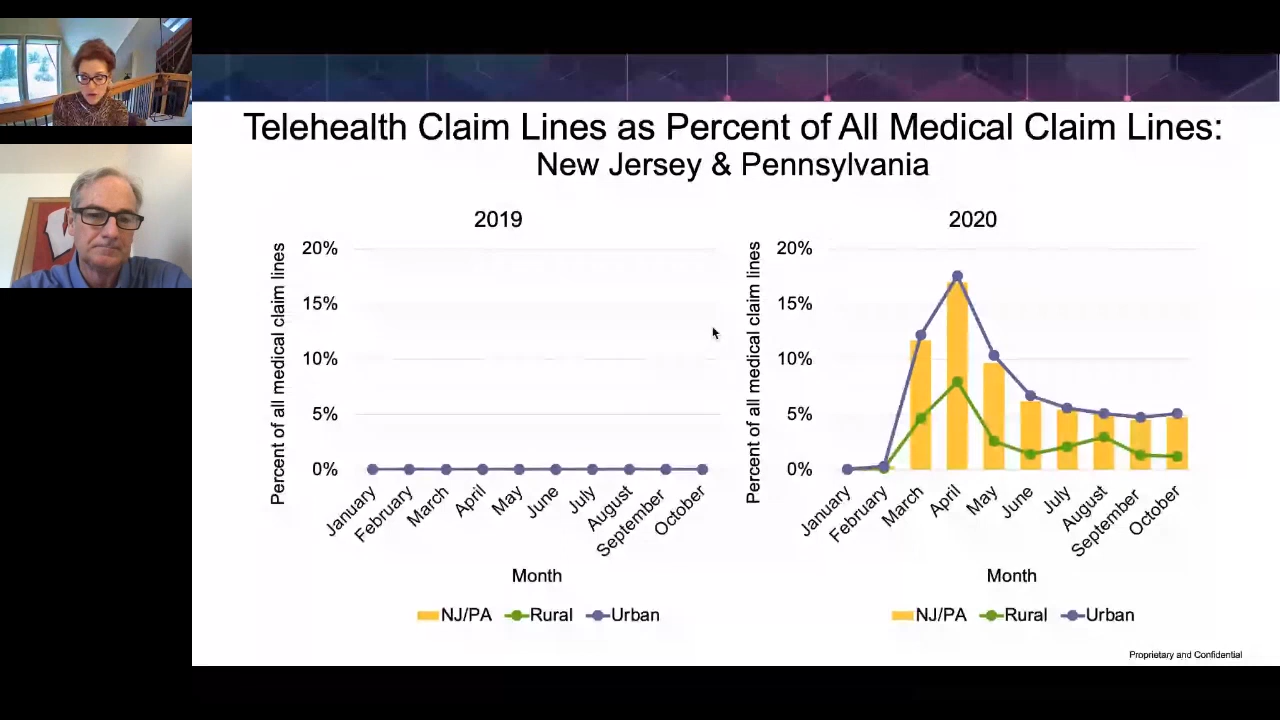 Telehealth Claim Lines as Percent of All Medical Claim Lines:
New Jersey & Pennsylvania
2019
Percent of all medical claim lines
20%
15%
10%
5%
0%
January
February
March
April
May
June
July
August
September
October
Month
NJ/PA
Rural
Urban
2020
Percent of all medical claim lines
20%
15%
10%
5%
0%
January
February
March
April
May
June
July
August
September
October
Month
NJ/PA
Rural
Urban
Proprietary and Confidential